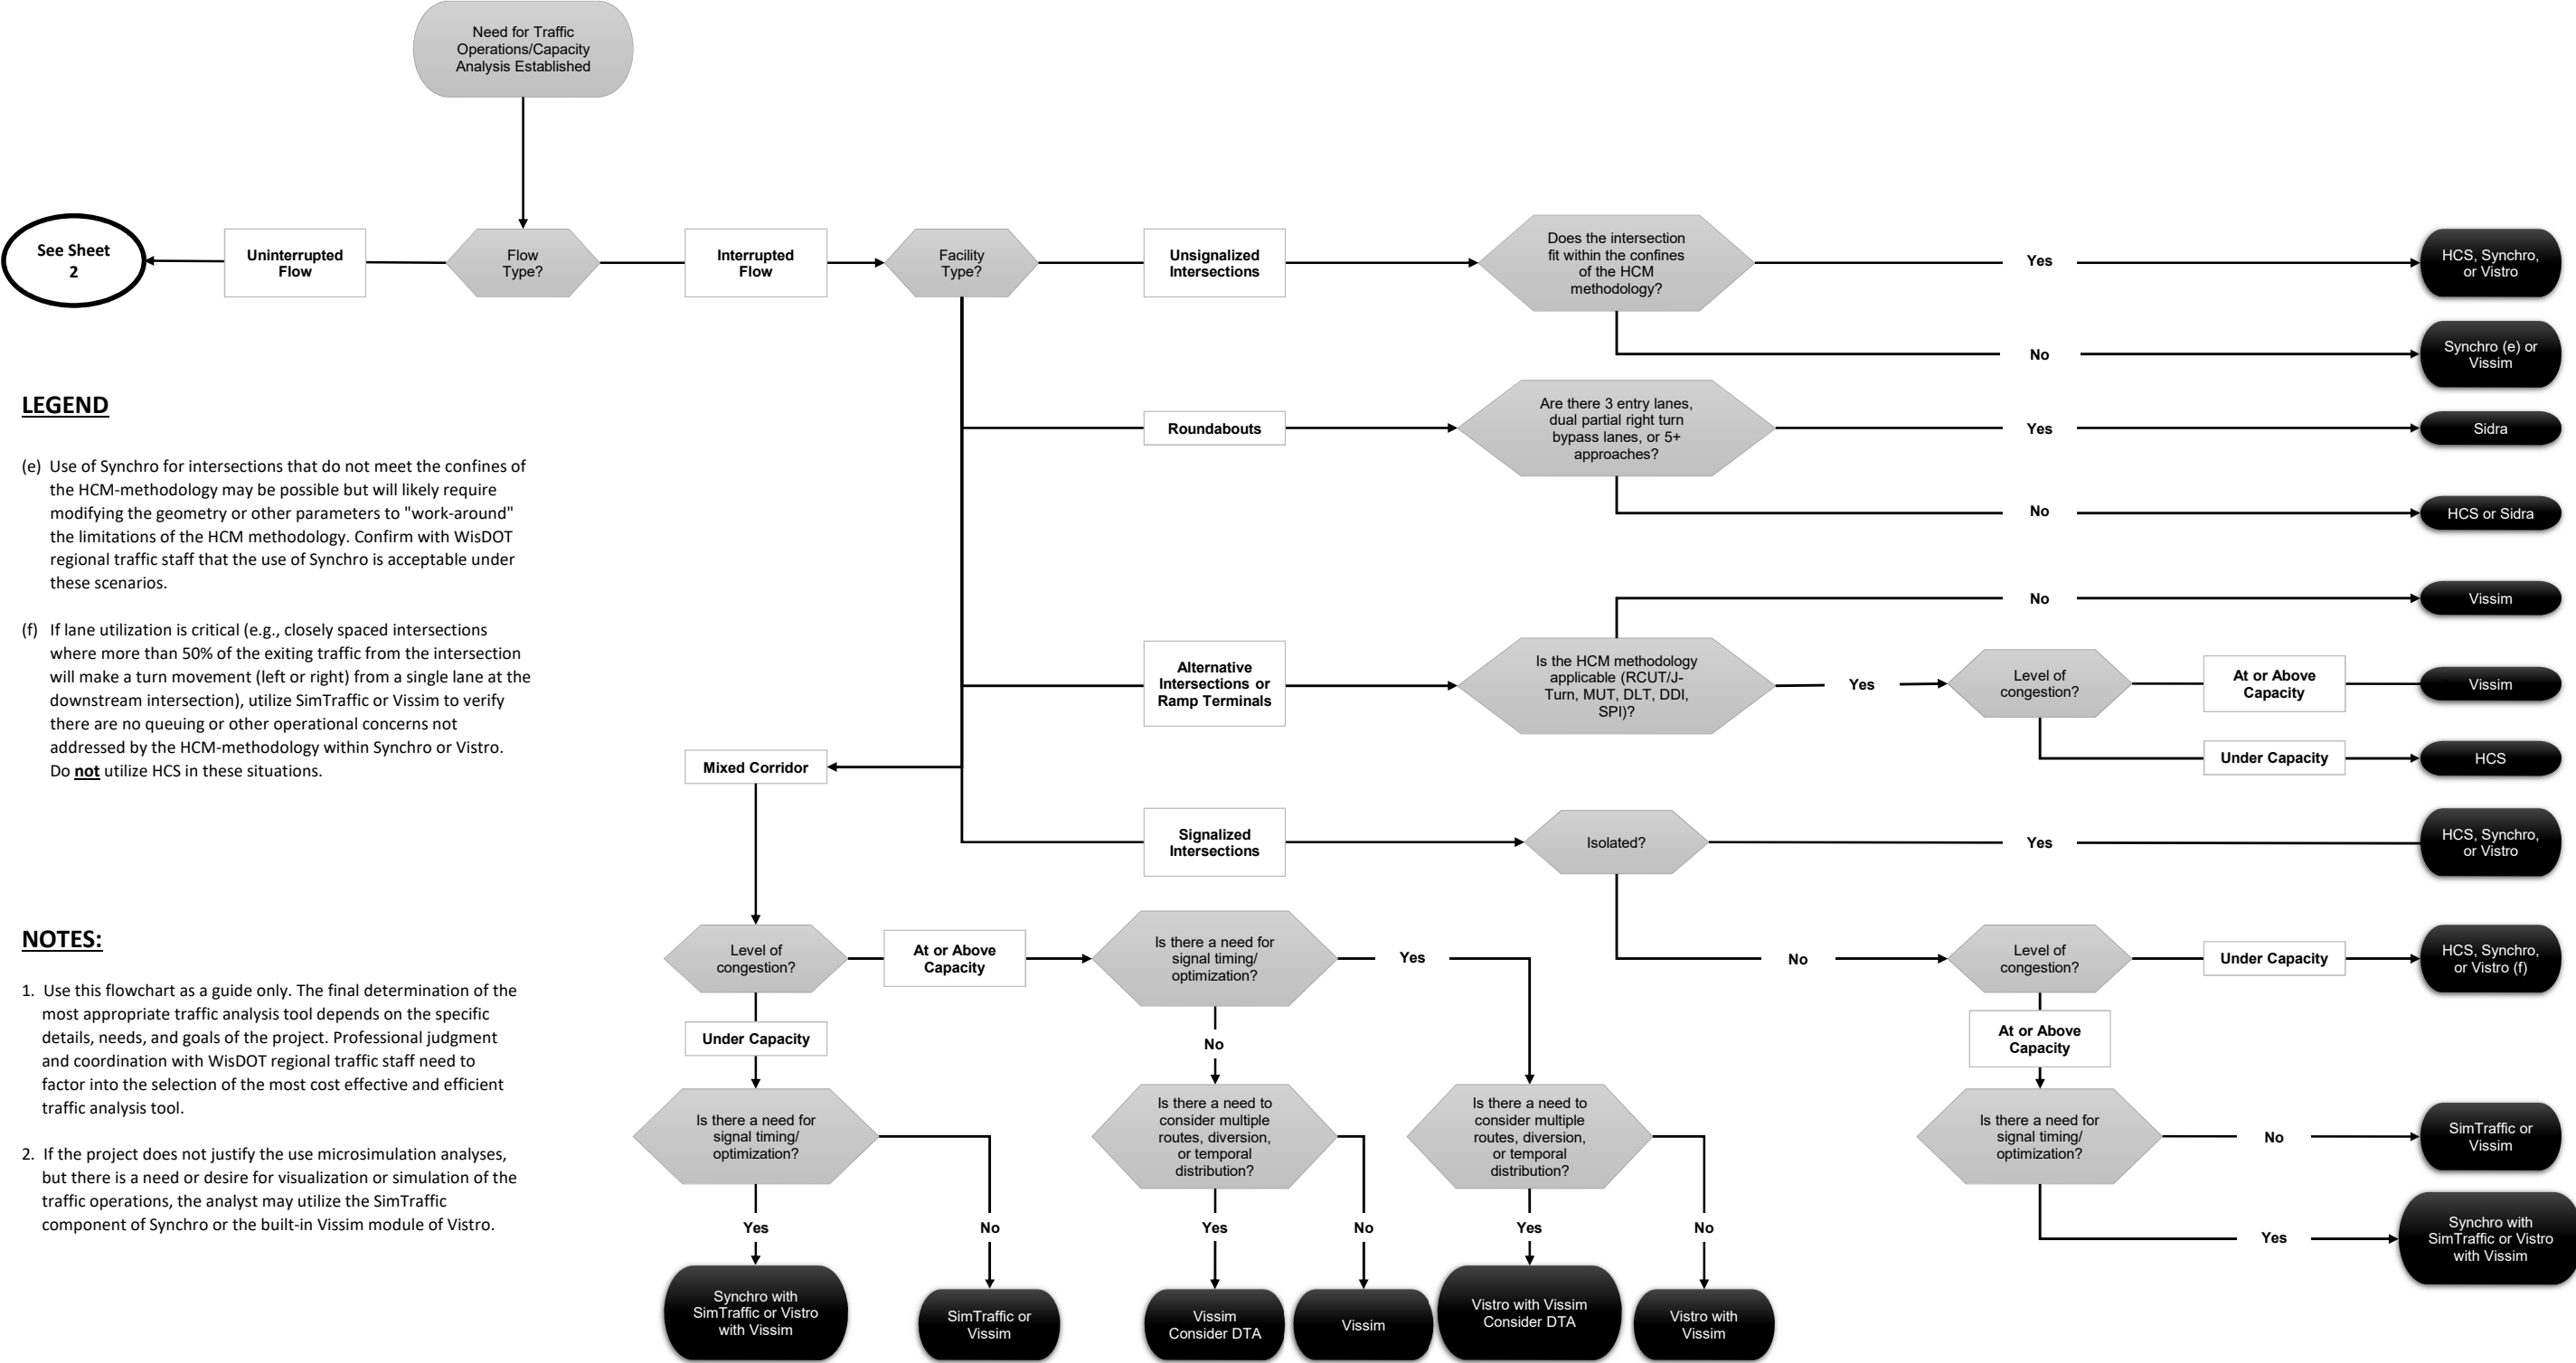 Need for Traffic
Operations/Capacity
Analysis Established
See Sheet
2
Uninterrupted
Flow
Flow
Type?
Interrupted
Flow
Facility
Type?
Unsignalized
Intersections
Does the intersection
fit within the confines
of the HCM
methodology?
Yes
HCS, Synchro,
or Vistro
No
Synchro (e) or
Vissim
Roundabouts
Are there 3 entry lanes,
dual partial right turn
bypass lanes, or 5+
approaches?
Yes
Sidra
No
HCS or Sidra
Alternative
Intersections or
Ramp Terminals
Is the HCM methodology
applicable (RCUT/J-
Turn, MUT, DLT, DDI,
SPI)?
No
Vissim
Yes
Level of
congestion?
At or Above
Capacity
Vissim
Under Capacity
HCS
Mixed Corridor
Signalized
Intersections
Isolated?
Yes
HCS, Synchro,
or Vistro
No
Level of
congestion?
Under Capacity
HCS, Synchro,
or Vistro (f)
At or Above
Capacity
Is there a need for
signal timing/
optimization?
No
SimTraffic or
Vissim
Yes
Synchro with
SimTraffic or Vistro
with Vissim
Level of
congestion?
At or Above
Capacity
Is there a need for
signal timing/
optimization?
Yes
No
Under Capacity
Is there a need for
signal timing/
optimization?
Is there a need to
consider multiple
routes, diversion,
or temporal
distribution?
Is there a need to
consider multiple
routes, diversion,
or temporal
distribution?
Yes
No
Yes
No
Yes
No
Synchro with
SimTraffic or Vistro
with Vissim
SimTraffic or
Vissim
Vissim
Consider DTA
Vissim
Vistro with Vissim
Consider DTA
Vistro with
Vissim
LEGEND
(e) Use of Synchro for intersections that do not meet the confines of
the HCM-methodology may be possible but will likely require
modifying the geometry or other parameters to "work-around"
the limitations of the HCM methodology. Confirm with WisDOT
regional traffic staff that the use of Synchro is acceptable under
these scenarios.
(f) If lane utilization is critical (e.g., closely spaced intersections
where more than 50% of the exiting traffic from the intersection
will make a turn movement (left or right) from a single lane at the
downstream intersection), utilize SimTraffic or Vissim to verify
there are no queuing or other operational concerns not
addressed by the HCM-methodology within Synchro or Vistro.
Do not utilize HCS in these situations.
NOTES:
1. Use this flowchart as a guide only. The final determination of the
most appropriate traffic analysis tool depends on the specific
details, needs, and goals of the project. Professional judgment
and coordination with WisDOT regional traffic staff need to
factor into the selection of the most cost effective and efficient
traffic analysis tool.
2. If the project does not justify the use microsimulation analyses,
but there is a need or desire for visualization or simulation of the
traffic operations, the analyst may utilize the SimTraffic
component of Synchro or the built-in Vissim module of Vistro.